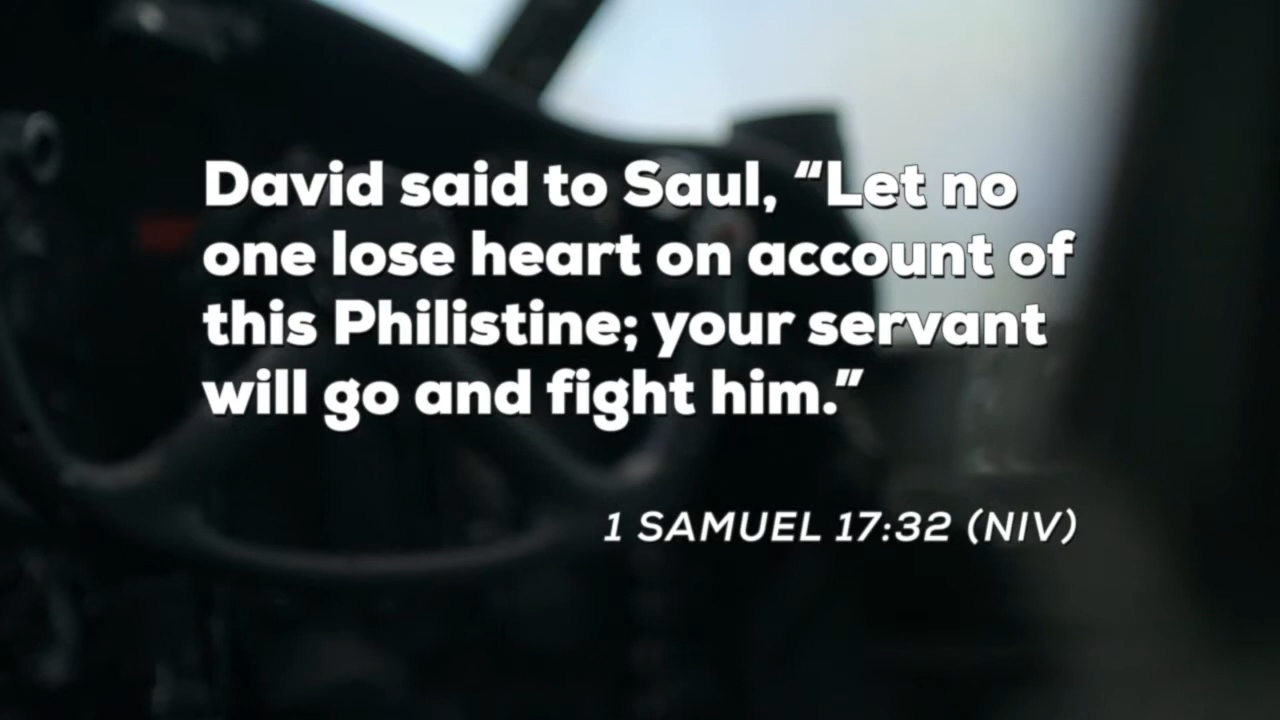 David said to Saul, “Let no
one lose heart on account of
this Philistine; your servant
will go and fight him.”
1 SAMUEL 17:32 (NIV)